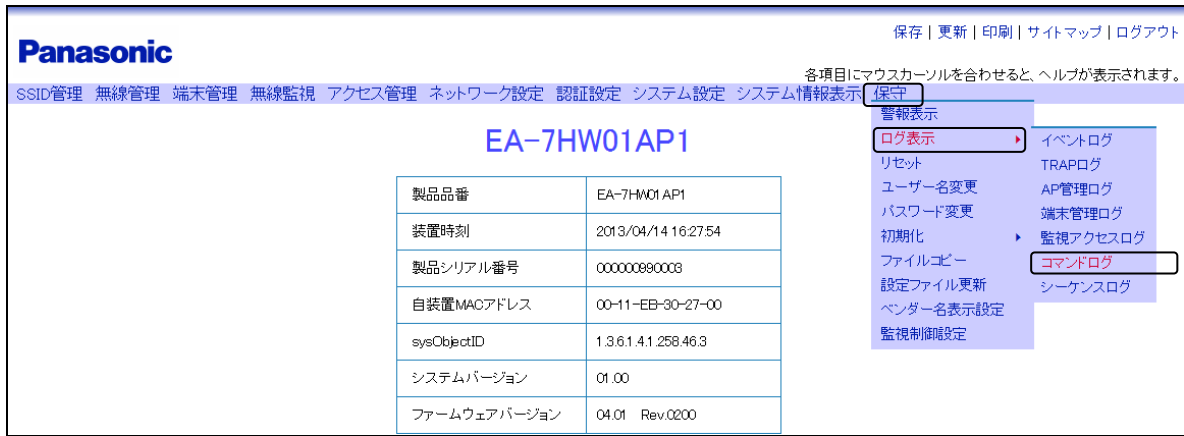 保存 | 更新 | 印刷 | サイトマップ | ログアウト
Panasonic
各項目にマウスカーソルを合わせると、ヘルプが表示されます。
SSID管理 無線管理 端末管理 無線監視 アクセス管理 ネットワーク設定 認証設定 システム設定 システム情報表示 保守
警報表示
ログ表示
リセット
ユーザー名変更
パスワード変更
初期化
ファイルコピー
設定ファイル更新
ベンダー名表示設定
監視制御設定
イベントログ
TRAPログ
AP管理ログ
端末管理ログ
監視アクセスログ
コマンドログ
シーケンスログ
EA-7HW01AP1
製品品番 EA-7HW01AP1
装置時刻 2013/04/14 16:27:54
製品シリアル番号 000000990003
自装置MACアドレス 00-11-EB-30-27-00
sysObjectID 1.3.6.1.4.1.258.46.3
システムバージョン 01.00
ファームウェアバージョン 04.01 Rev.0200